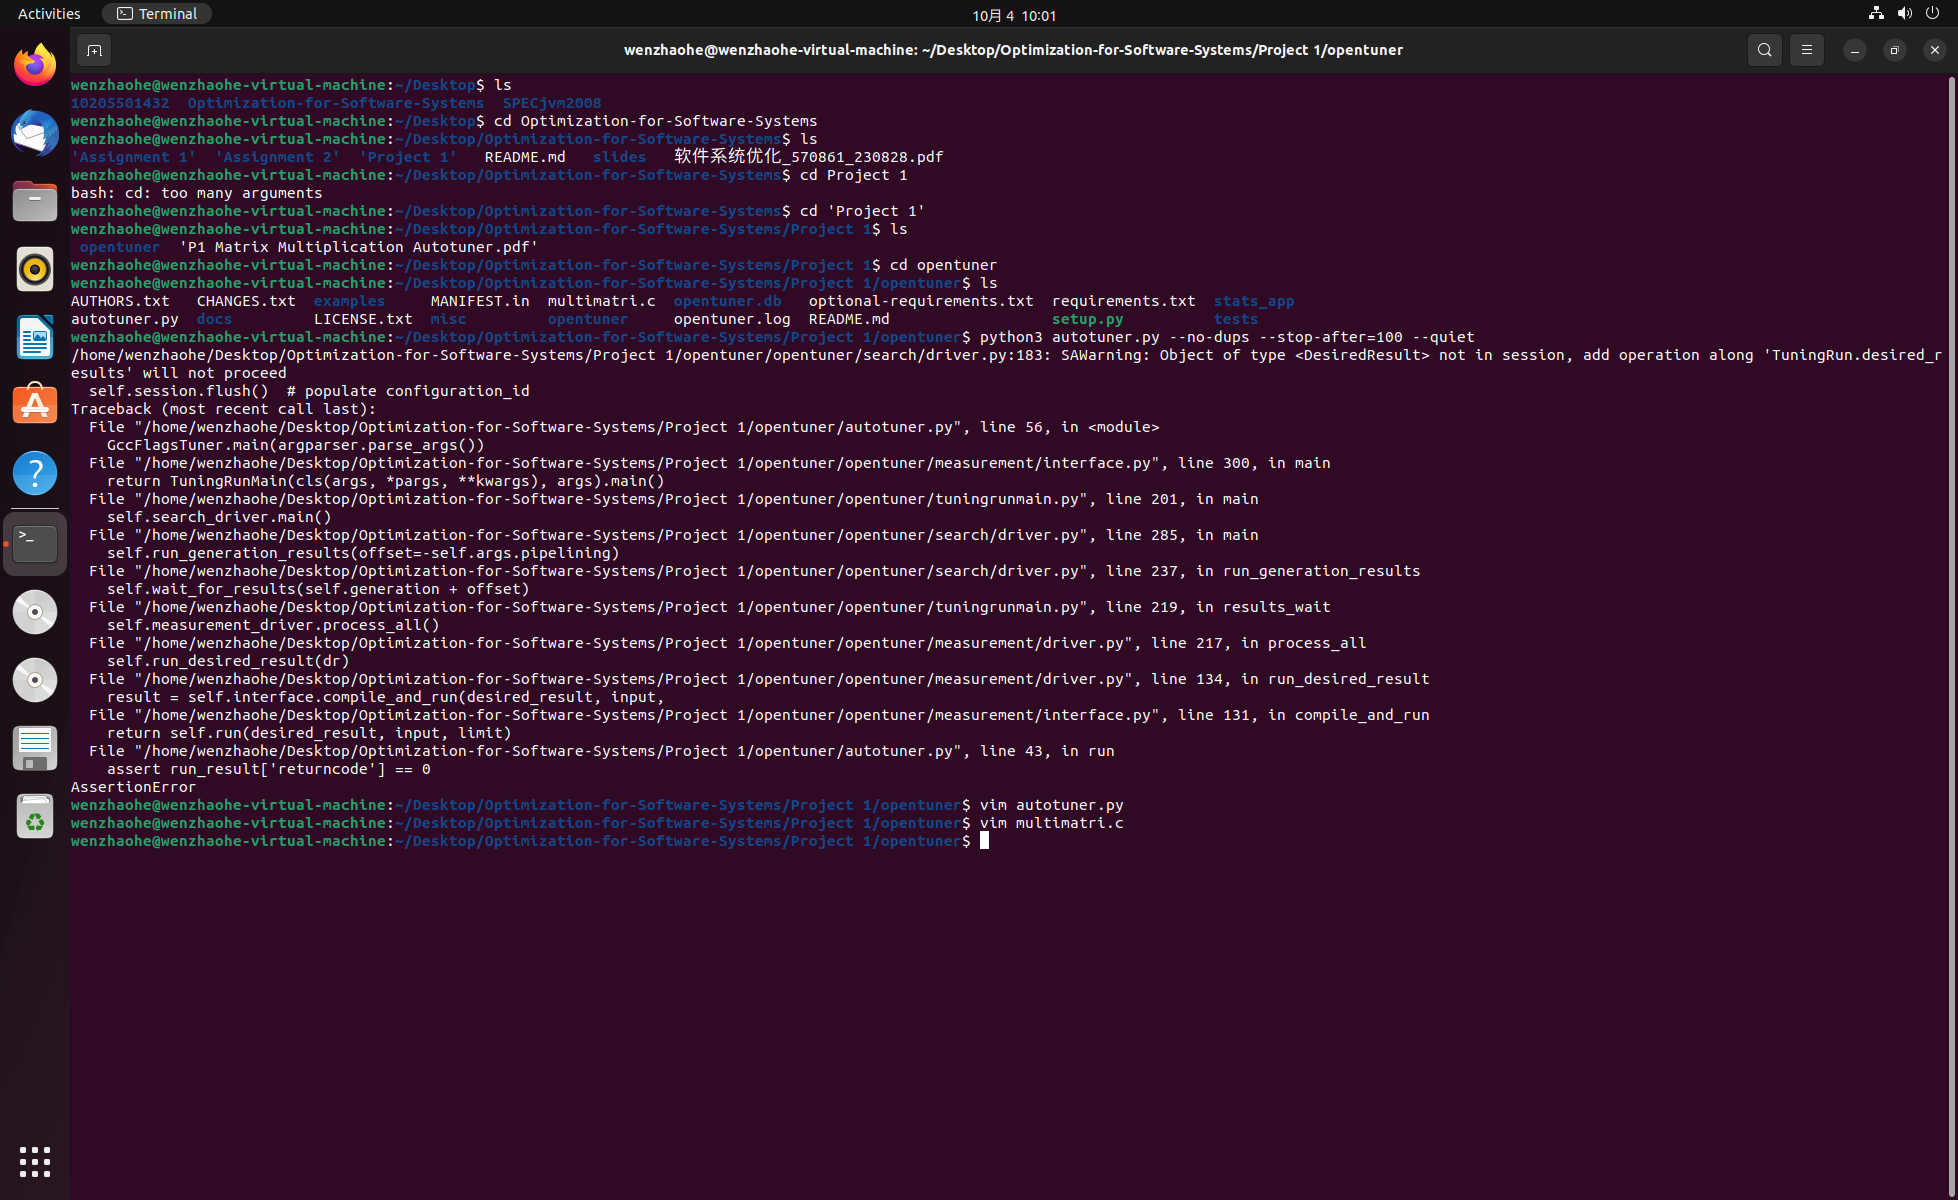 Activities
Terminal
10月 4 10:01
wenzhaohe@wenzhaohe-virtual-machine: ~/Desktop/Optimization-for-Software-Systems/Project 1/opentuner
wenzhaohe@wenzhaohe-virtual-machine:~/Desktop$ ls
10205501432  Optimization-for-Software-Systems  SPECjvm2008
wenzhaohe@wenzhaohe-virtual-machine:~/Desktop$ cd Optimization-for-Software-Systems
wenzhaohe@wenzhaohe-virtual-machine:~/Desktop/Optimization-for-Software-Systems$ ls
'Assignment 1'  'Assignment 2'  'Project 1'   README.md   slides   软件系统优化_570861_230828.pdf
wenzhaohe@wenzhaohe-virtual-machine:~/Desktop/Optimization-for-Software-Systems$ cd Project 1
bash: cd: too many arguments
wenzhaohe@wenzhaohe-virtual-machine:~/Desktop/Optimization-for-Software-Systems$ cd 'Project 1'
wenzhaohe@wenzhaohe-virtual-machine:~/Desktop/Optimization-for-Software-Systems/Project 1$ ls
opentuner  'P1 Matrix Multiplication Autotuner.pdf'
wenzhaohe@wenzhaohe-virtual-machine:~/Desktop/Optimization-for-Software-Systems/Project 1$ cd opentuner
wenzhaohe@wenzhaohe-virtual-machine:~/Desktop/Optimization-for-Software-Systems/Project 1/opentuner$ ls
AUTHORS.txt   CHANGES.txt  examples     MANIFEST.in  multimatri.c  opentuner.db   optional-requirements.txt  requirements.txt  stats_app
autotuner.py  docs         LICENSE.txt  misc         opentuner     opentuner.log  README.md                  setup.py          tests
wenzhaohe@wenzhaohe-virtual-machine:~/Desktop/Optimization-for-Software-Systems/Project 1/opentuner$ python3 autotuner.py --no-dups --stop-after=100 --quiet
/home/wenzhaohe/Desktop/Optimization-for-Software-Systems/Project 1/opentuner/opentuner/search/driver.py:183: SAWarning: Object of type <DesiredResult> not in session, add operation along 'TuningRun.desired_r
esults' will not proceed
  self.session.flush()  # populate configuration_id
Traceback (most recent call last):
  File "/home/wenzhaohe/Desktop/Optimization-for-Software-Systems/Project 1/opentuner/autotuner.py", line 56, in <module>
    GccFlagsTuner.main(argparser.parse_args())
  File "/home/wenzhaohe/Desktop/Optimization-for-Software-Systems/Project 1/opentuner/opentuner/measurement/interface.py", line 300, in main
    return TuningRunMain(cls(args, *pargs, **kwargs), args).main()
  File "/home/wenzhaohe/Desktop/Optimization-for-Software-Systems/Project 1/opentuner/opentuner/tuningrunmain.py", line 201, in main
    self.search_driver.main()
  File "/home/wenzhaohe/Desktop/Optimization-for-Software-Systems/Project 1/opentuner/opentuner/search/driver.py", line 285, in main
    self.run_generation_results(offset=-self.args.pipelining)
  File "/home/wenzhaohe/Desktop/Optimization-for-Software-Systems/Project 1/opentuner/opentuner/search/driver.py", line 237, in run_generation_results
    self.wait_for_results(self.generation + offset)
  File "/home/wenzhaohe/Desktop/Optimization-for-Software-Systems/Project 1/opentuner/opentuner/tuningrunmain.py", line 219, in results_wait
    self.measurement_driver.process_all()
  File "/home/wenzhaohe/Desktop/Optimization-for-Software-Systems/Project 1/opentuner/opentuner/measurement/driver.py", line 217, in process_all
    self.run_desired_result(dr)
  File "/home/wenzhaohe/Desktop/Optimization-for-Software-Systems/Project 1/opentuner/opentuner/measurement/driver.py", line 134, in run_desired_result
    result = self.interface.compile_and_run(desired_result, input,
  File "/home/wenzhaohe/Desktop/Optimization-for-Software-Systems/Project 1/opentuner/opentuner/measurement/interface.py", line 131, in compile_and_run
    return self.run(desired_result, input, limit)
  File "/home/wenzhaohe/Desktop/Optimization-for-Software-Systems/Project 1/opentuner/autotuner.py", line 43, in run
    assert run_result['returncode'] == 0
AssertionError
wenzhaohe@wenzhaohe-virtual-machine:~/Desktop/Optimization-for-Software-Systems/Project 1/opentuner$ vim autotuner.py
wenzhaohe@wenzhaohe-virtual-machine:~/Desktop/Optimization-for-Software-Systems/Project 1/opentuner$ vim multimatri.c
wenzhaohe@wenzhaohe-virtual-machine:~/Desktop/Optimization-for-Software-Systems/Project 1/opentuner$